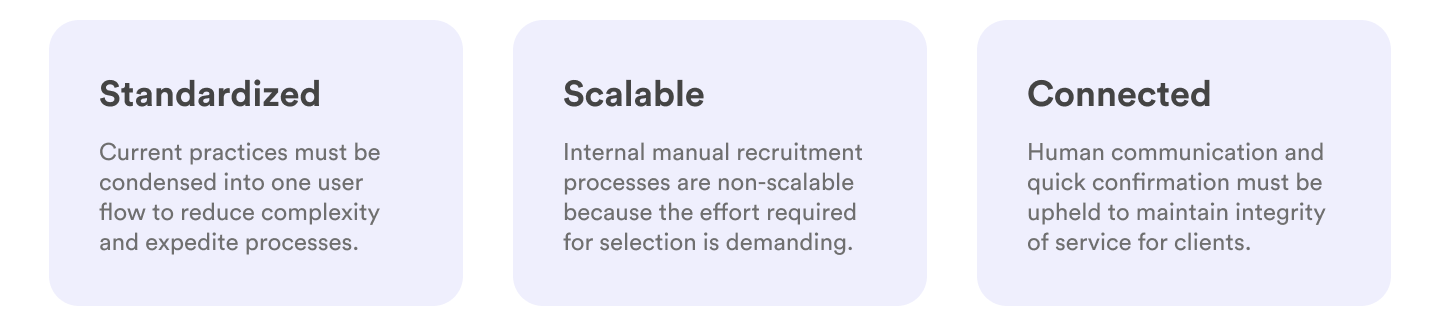 Standardized
Current practices must be
condensed into one user
flow to reduce complexity
and expedite processes.
Scalable
Internal manual recruitment
processes are non-scalable
because the effort required
for selection is demanding.
Connected
Human communication and
quick confirmation must be
upheld to maintain integrity
of service for clients.